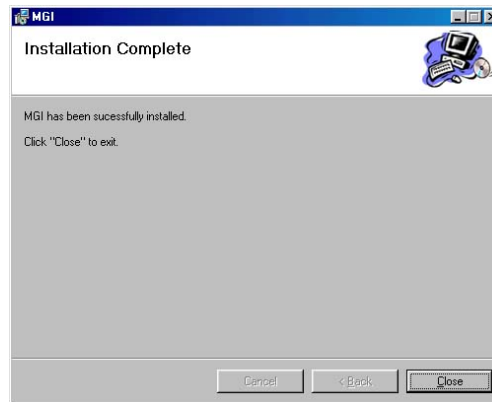 MGI
Installation Complete
MGI has been sucessfully installed.
Click "Close" to exit.
Cancel
< Back
Close